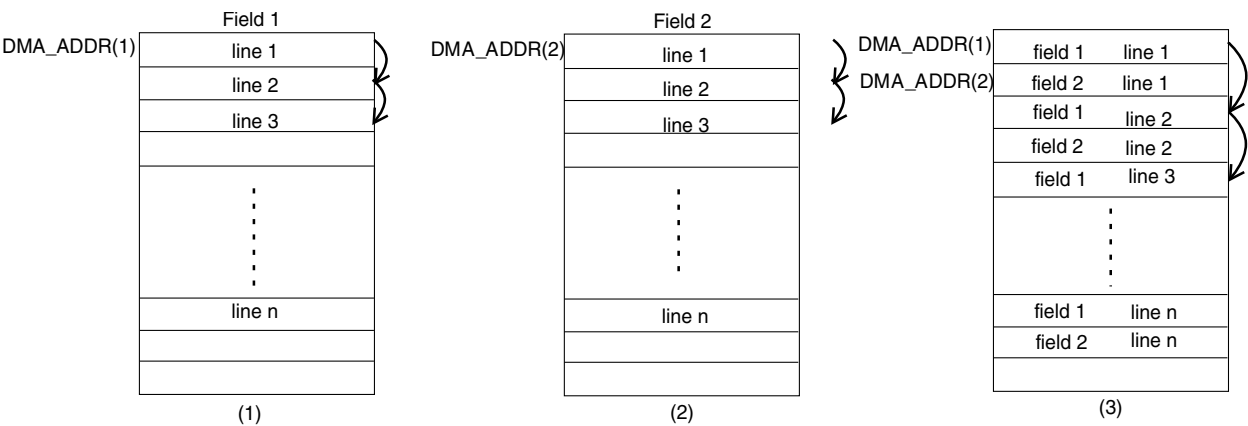 Field 1
DMA_ADDR(1)
line 1
line 2
line 3
line n
(1)
Field 2
DMA_ADDR(2)
line 1
line 2
line 3
line n
(2)
DMA_ADDR(1)
field 1 line 1
DMA_ADDR(2)
field 2 line 1
field 1 line 2
field 2 line 2
field 1 line 3
field 1 line n
field 2 line n
(3)